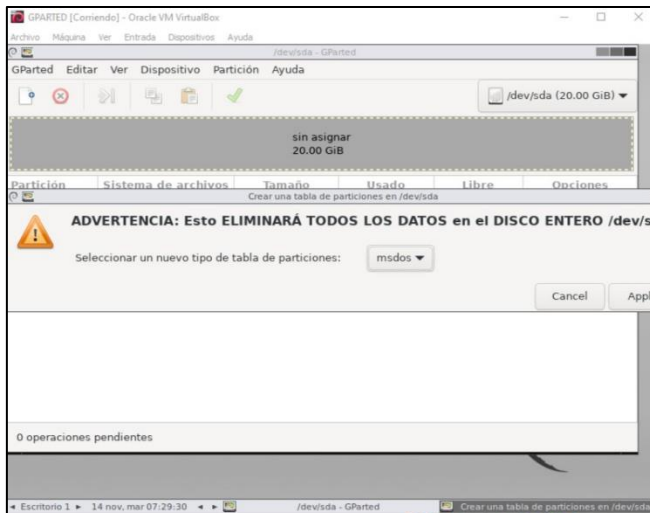 GPARTED [Corriendo] - Oracle VM VirtualBox
Archivo Máquina Ver Entrada Dispositivos Ayuda
/dev/sda - GParted
GParted Editar Ver Dispositivo Partición Ayuda
/dev/sda (20.00 GiB)
sin asignar
20.00 GiB
Partición Sistema de archivos Tamaño Usado Libre Opciones
Crear una tabla de particiones en /dev/sda
ADVERTENCIA: Esto ELIMINARÁ TODOS LOS DATOS en el DISCO ENTERO /dev/s
Seleccionar un nuevo tipo de tabla de particiones: msdos
Cancel Appl
0 operaciones pendientes
Escritorio 1 14 nov, mar 07:29:30 /dev/sda - GParted Crear una tabla de particiones en /dev/sda